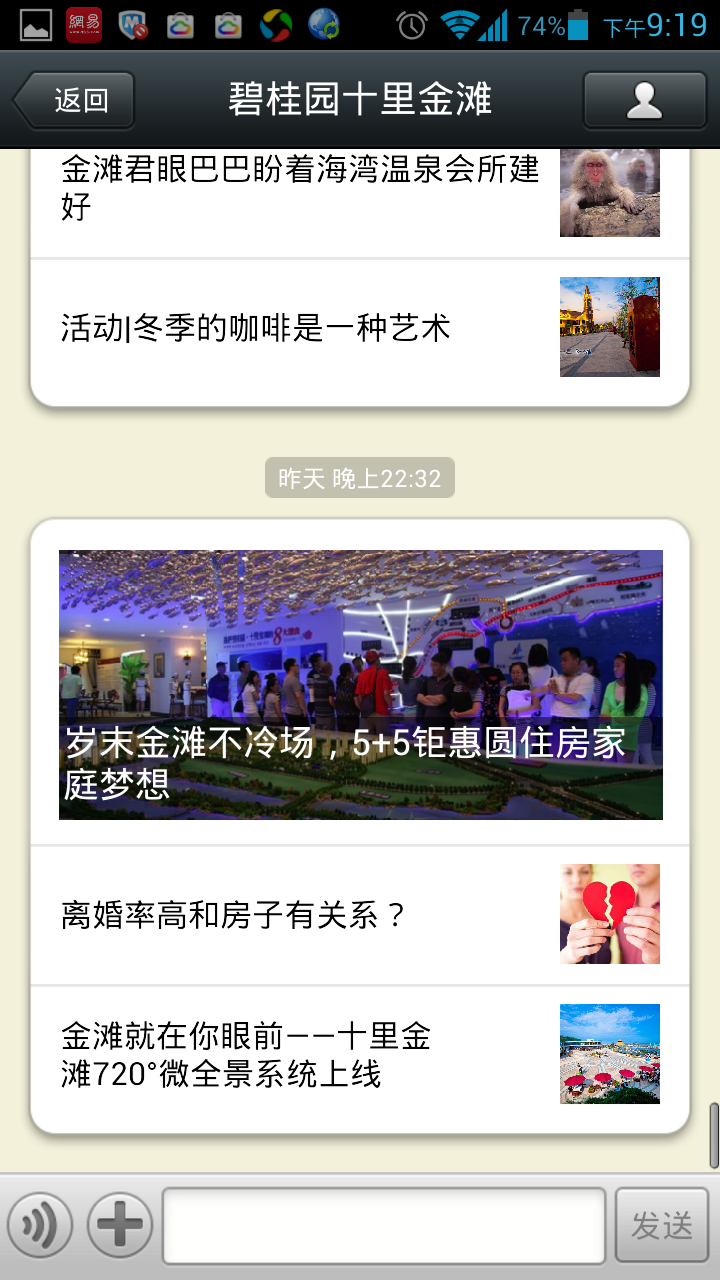 網易
74%
下午9:19
返回
碧桂园十里金滩
金滩君眼巴巴盼着海湾温泉会所建
好
活动|冬季的咖啡是一种艺术
昨天 晚上22:32
岁末金滩不冷场，5+5钜惠圆住房家
庭梦想
离婚率高和房子有关系？
金滩就在你眼前——十里金
滩720°微全景系统上线
发送